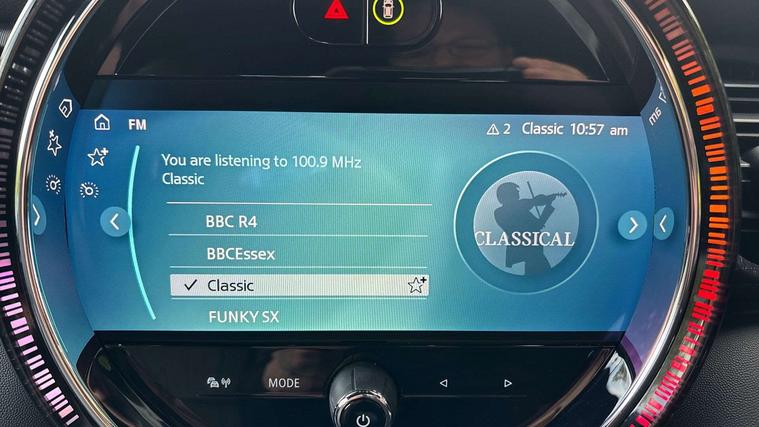 FM
2 Classic 10:57 am
You are listening to 100.9 MHz
Classic
BBC R4
BBCEssex
Classic
FUNKY SX
CLASSICAL
MODE